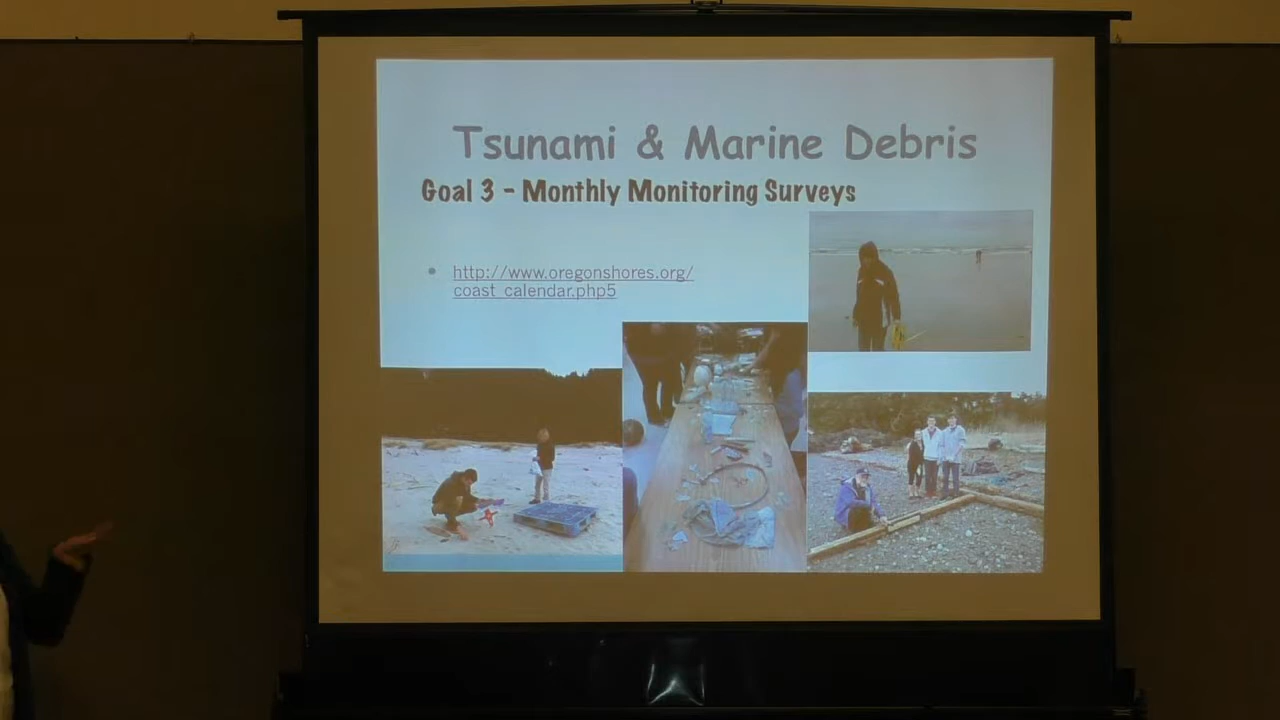 Tsunami & Marine Debris
Goal 3 - Monthly Monitoring Surveys
• http://www.oregonshores.org/
coast_calendar.php5